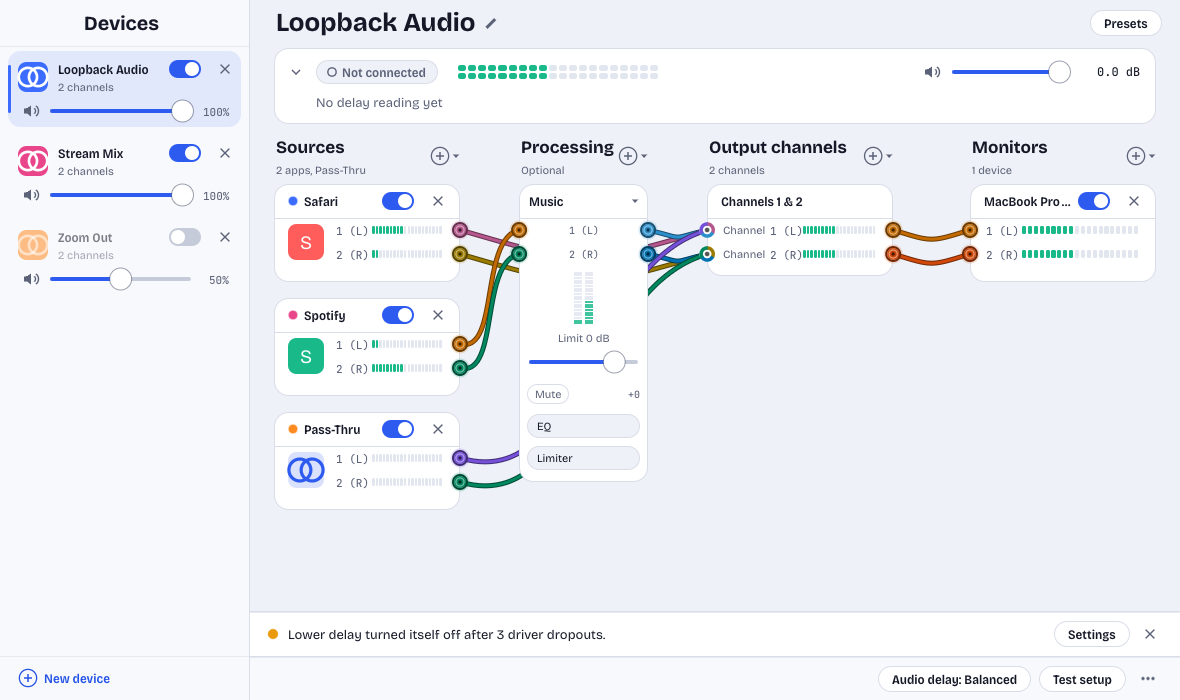 Devices
Loopback Audio
2 channels
100%
Stream Mix
2 channels
100%
Zoom Out
2 channels
50%
New device
Loopback Audio
Presets
Not connected
0.0 dB
No delay reading yet
Sources
2 apps, Pass-Thru
Processing
Optional
Output channels
2 channels
Monitors
1 device
Safari
S
1 (L)
2 (R)
Spotify
S
1 (L)
2 (R)
Pass-Thru
1 (L)
2 (R)
Music
1 (L)
2 (R)
Limit 0 dB
Mute +0
EQ
Limiter
Channels 1 & 2
Channel 1 (L)
Channel 2 (R)
MacBook Pro...
1 (L)
2 (R)
Lower delay turned itself off after 3 driver dropouts.
Settings
Audio delay: Balanced
Test setup